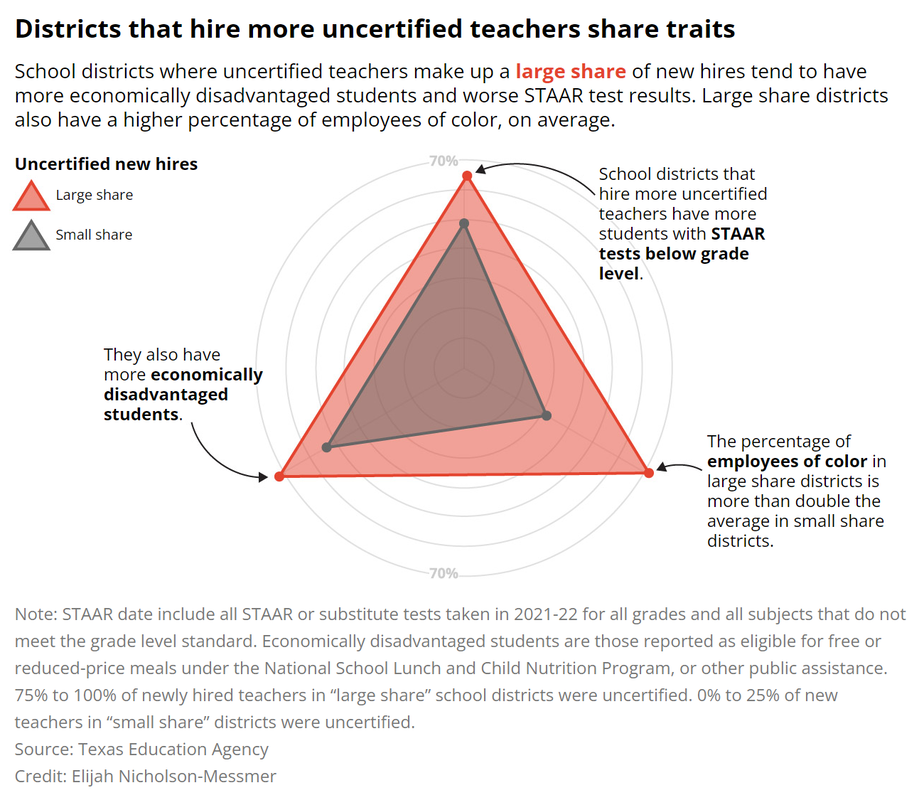 Districts that hire more uncertified teachers share traits
School districts where uncertified teachers make up a large share of new hires tend to have
more economically disadvantaged students and worse STAAR test results. Large share districts
also have a higher percentage of employees of color, on average.
Uncertified new hires
Large share
Small share
70%
School districts that
hire more uncertified
teachers have more
students with STAAR
tests below grade
level.
They also have
more economically
disadvantaged
students.
The percentage of
employees of color in
large share districts is
more than double the
average in small share
districts.
70%
Note: STAAR date include all STAAR or substitute tests taken in 2021-22 for all grades and all subjects that do not
meet the grade level standard. Economically disadvantaged students are those reported as eligible for free or
reduced-price meals under the National School Lunch and Child Nutrition Program, or other public assistance.
75% to 100% of newly hired teachers in “large share” school districts were uncertified. 0% to 25% of new
teachers in “small share” districts were uncertified.
Source: Texas Education Agency
Credit: Elijah Nicholson-Messmer